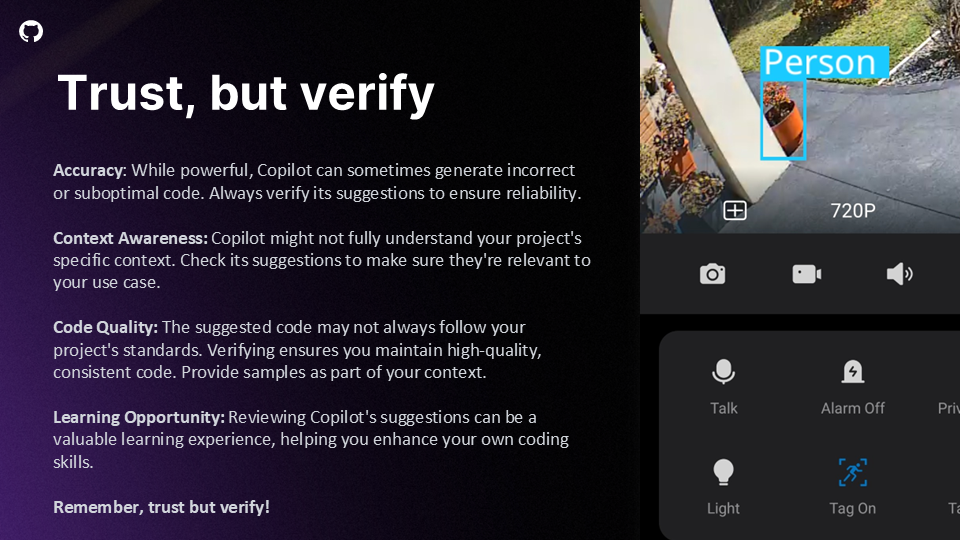 Trust, but verify
Accuracy: While powerful, Copilot can sometimes generate incorrect
or suboptimal code. Always verify its suggestions to ensure reliability.
Context Awareness: Copilot might not fully understand your project's
specific context. Check its suggestions to make sure they're relevant to
your use case.
Code Quality: The suggested code may not always follow your
project's standards. Verifying ensures you maintain high-quality,
consistent code. Provide samples as part of your context.
Learning Opportunity: Reviewing Copilot's suggestions can be a
valuable learning experience, helping you enhance your own coding
skills.
Remember, trust but verify!
Person
720P
Talk
Alarm Off
Priv
Light
Tag On
Ta